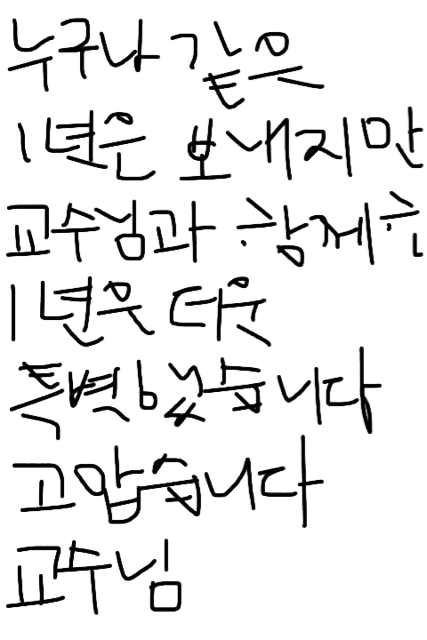 누구나 같은
1년은 보내지만
교수님과 함께한
1년은 더욱
특별했습니다
고맙습니다
교수님